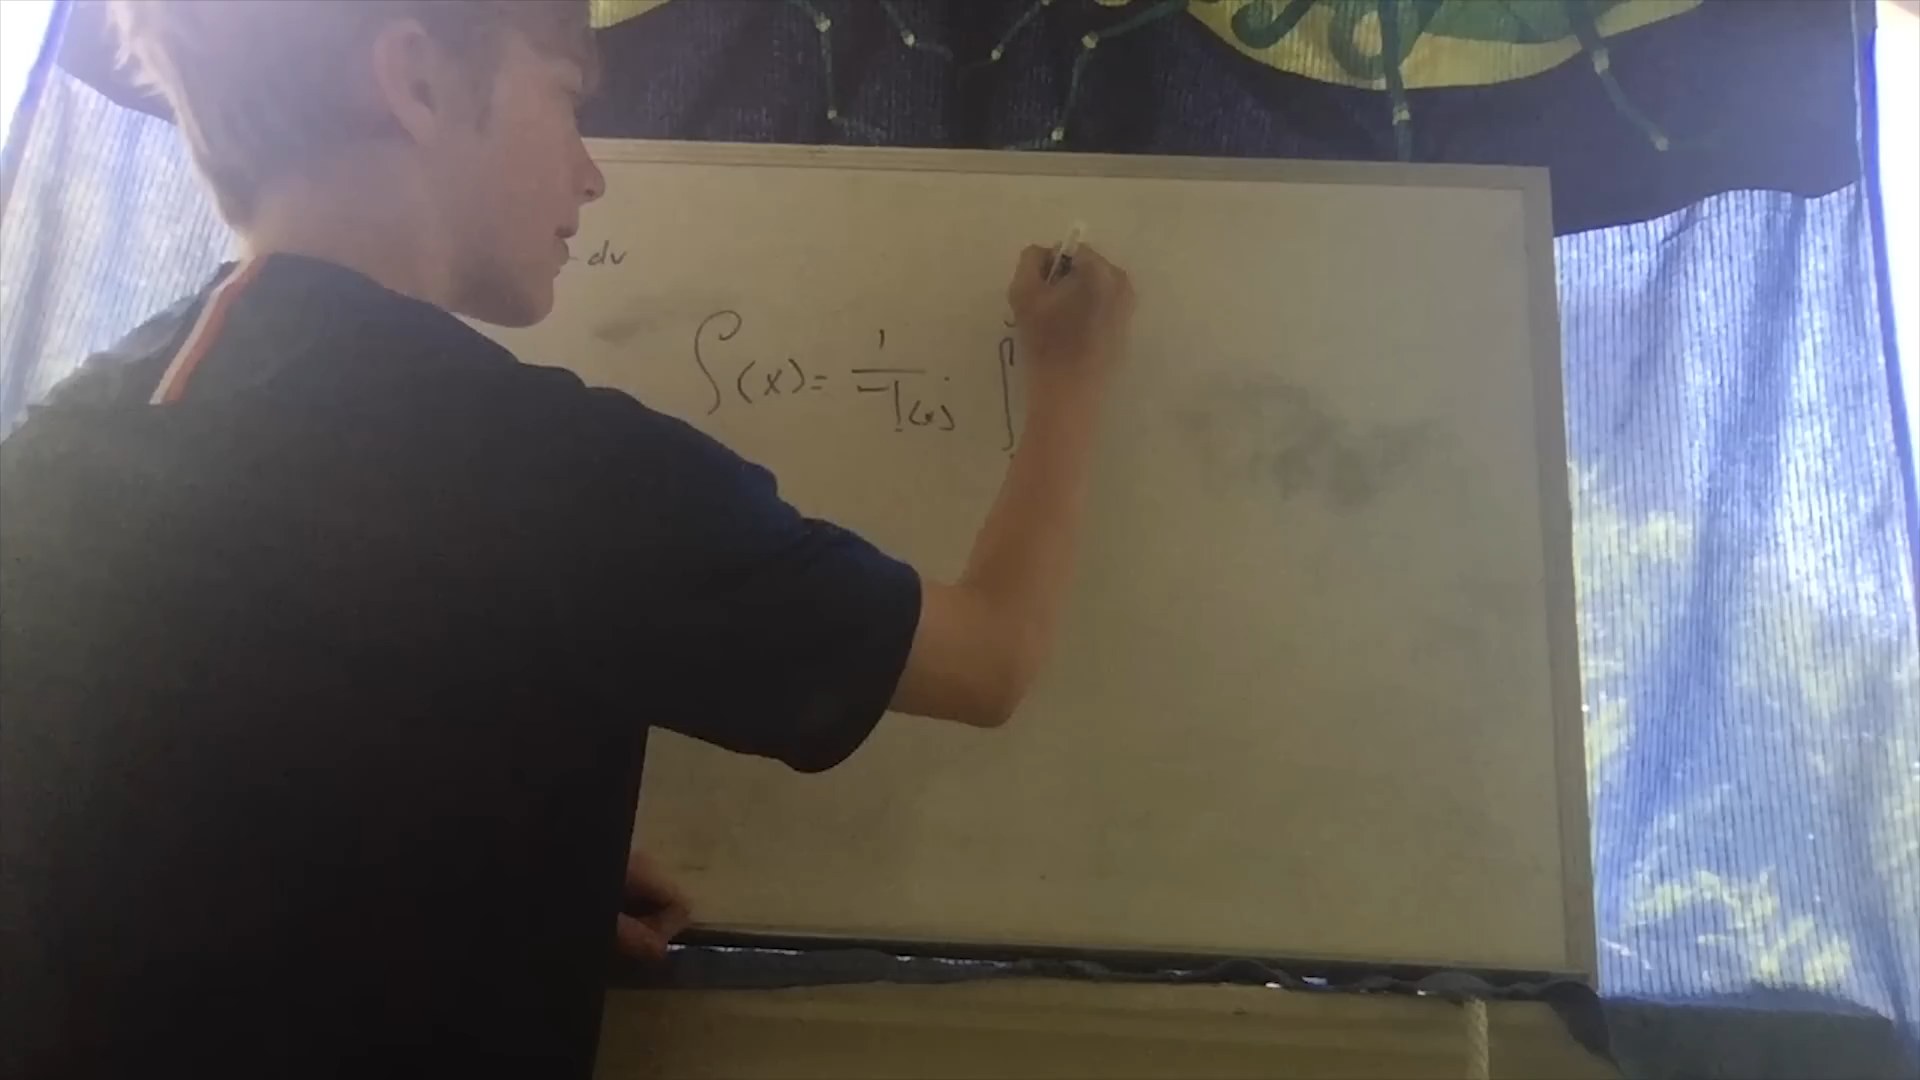 dv
ζ(x) = 1/Γ(x) ∫